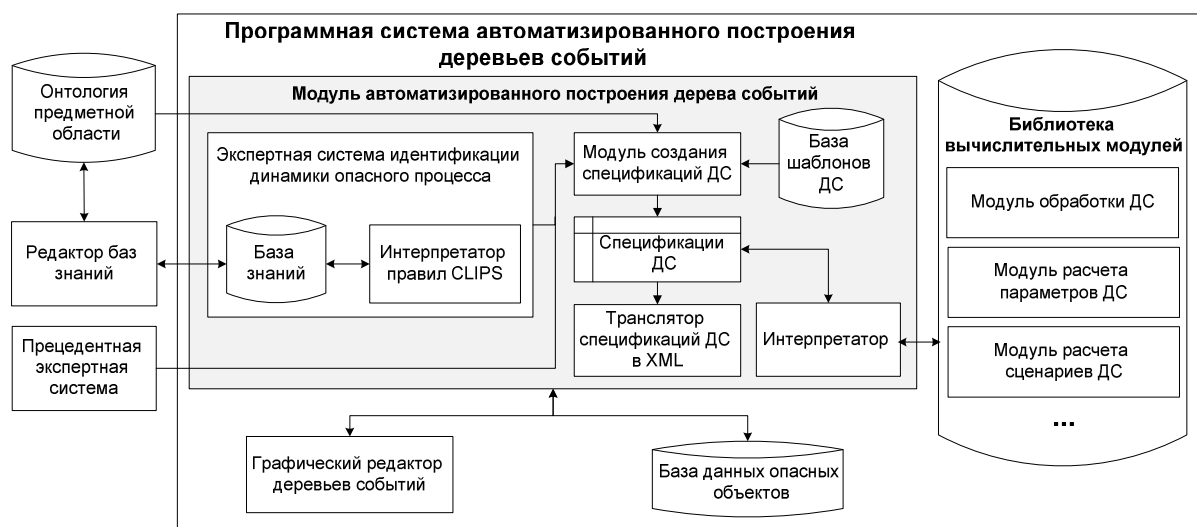 Программная система автоматизированного построения
деревьев событий
Онтология
предметной
области
Модуль автоматизированного построения дерева событий
Экспертная система идентификации
динамики опасного процесса
Модуль создания
спецификаций ДС
База
шаблонов
ДС
Библиотека
вычислительных модулей
Модуль обработки ДС
Редактор баз
знаний
База
знаний
Интерпретатор
правил CLIPS
Спецификации
ДС
Модуль расчета
параметров ДС
Прецедентная
экспертная
система
Транслятор
спецификаций ДС
в XML
Интерпретатор
Модуль расчета
сценариев ДС
...
Графический редактор
деревьев событий
База данных опасных
объектов